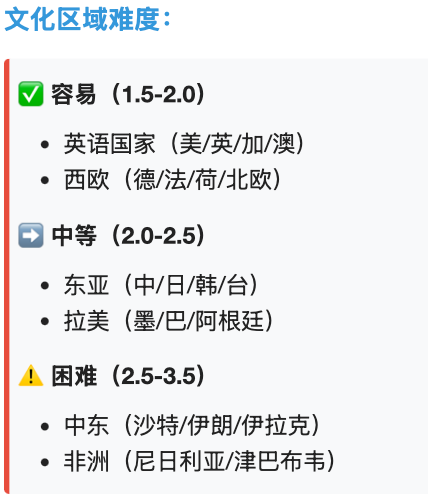 文化区域难度：
✅ 容易（1.5-2.0）
• 英语国家（美/英/加/澳）
• 西欧（德/法/荷/北欧）
➡️ 中等（2.0-2.5）
• 东亚（中/日/韩/台）
• 拉美（墨/巴/阿根廷）
⚠️ 困难（2.5-3.5）
• 中东（沙特/伊朗/伊拉克）
• 非洲（尼日利亚/津巴布韦）